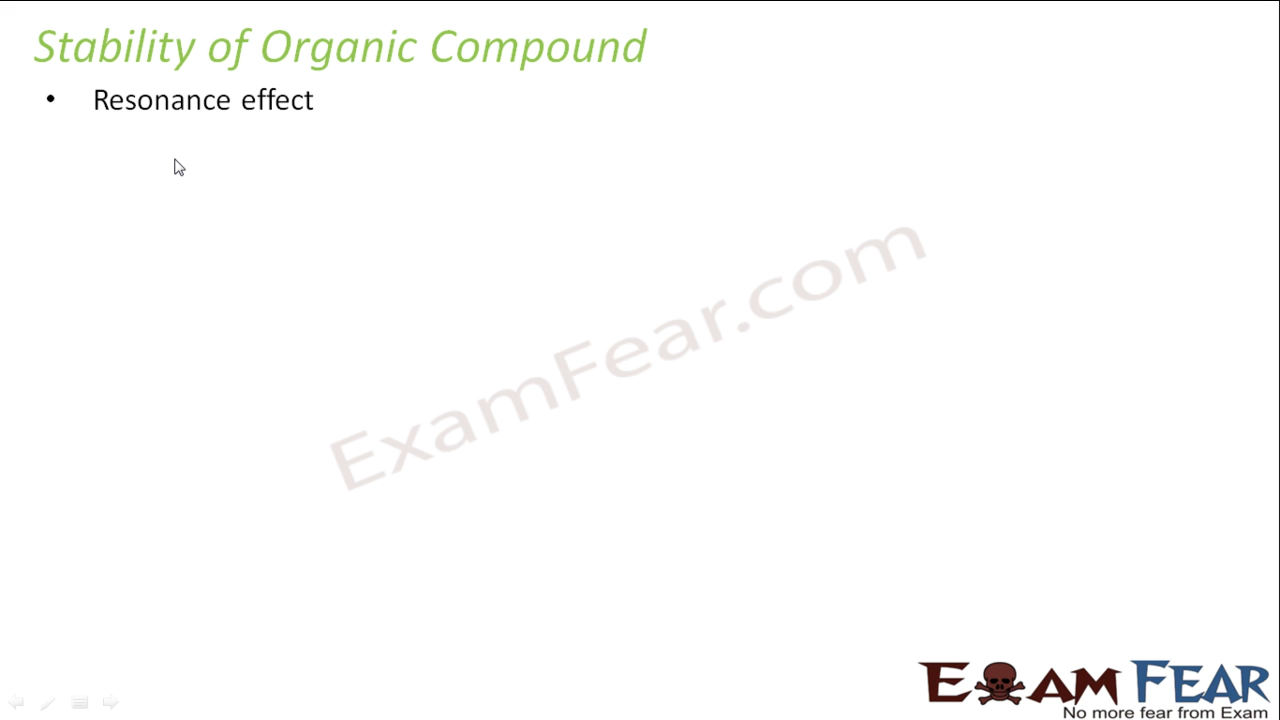 Stability of Organic Compound
• Resonance effect
ExamFear.com
EXAM FEAR
No more fear from Exam